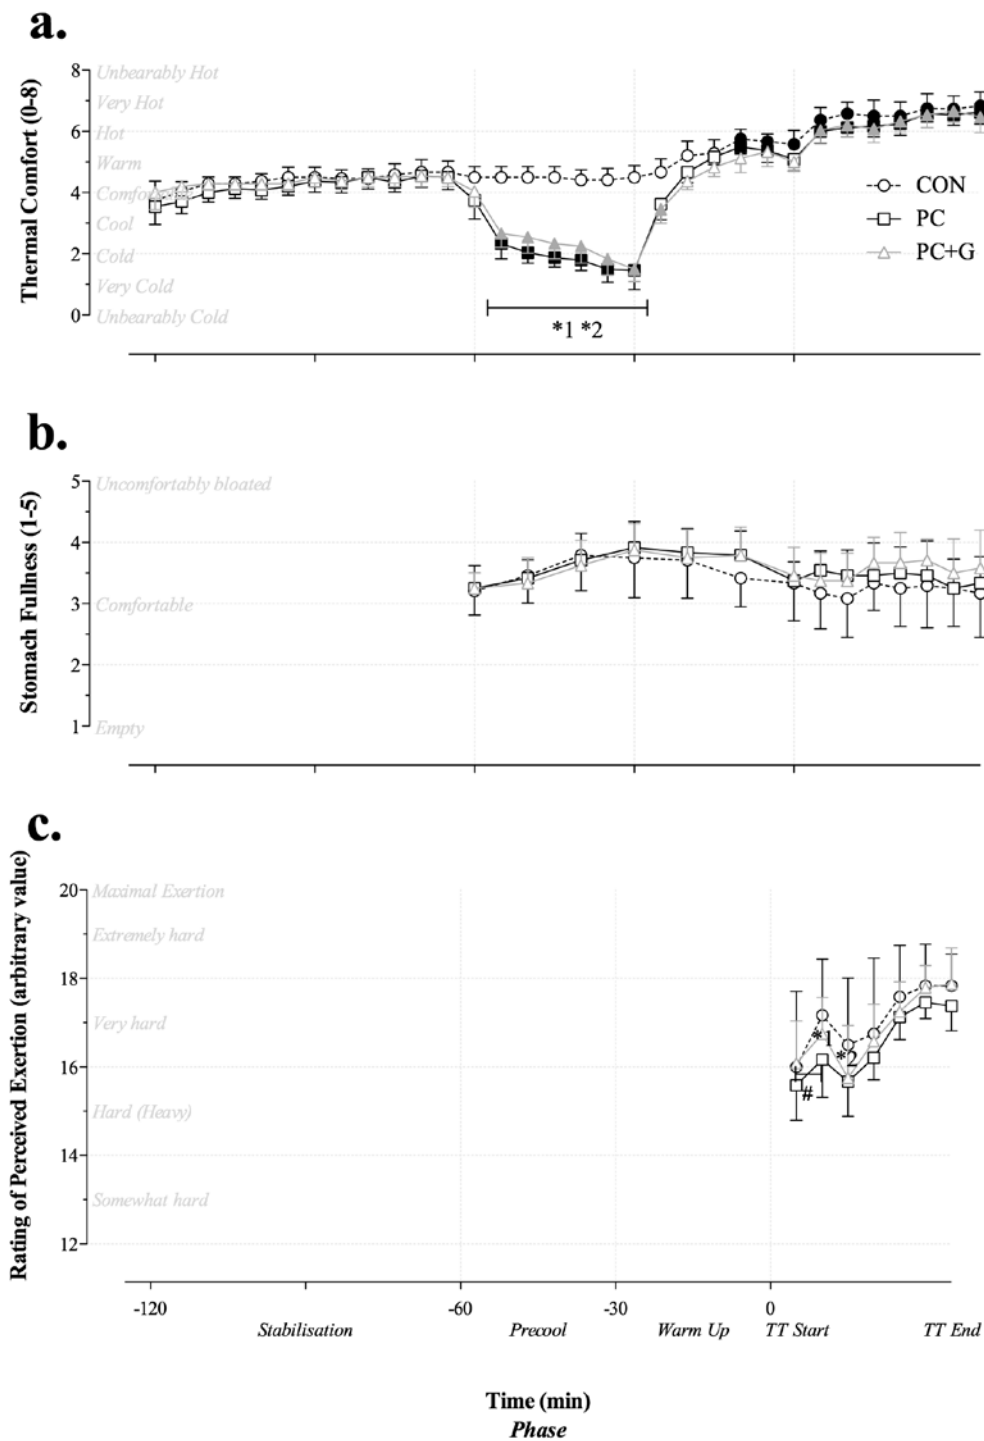 a.
Thermal Comfort (0-8)
8
6
4
2
0
Unbearably Hot
Very Hot
Hot
Warm
Comfo
Cool
Cold
Very Cold
Unbearably Cold
*1 *2
CON
PC
PC+G
b.
Stomach Fullness (1-5)
5
4
3
2
1
Uncomfortably bloated
Comfortable
Empty
c.
Rating of Perceived Exertion (arbitrary value)
20
18
16
14
12
Maximal Exertion
Extremely hard
Very hard
Hard (Heavy)
Somewhat hard
*1
*2
#
-120 -60 -30 0
Stabilisation Precool Warm Up TT Start TT End
Time (min)
Phase